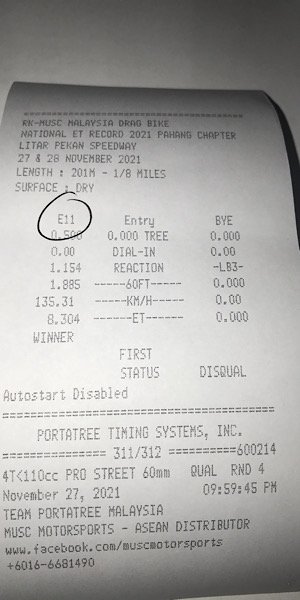 ===================================
RK-MUSC MALAYSIA DRAG BIKE
NATIONAL ET RECORD 2021 PAHANG CHAPTER
LITAR PEKAN SPEEDWAY
27 & 28 NOVEMBER 2021
LENGTH : 201M - 1/8 MILES
SURFACE : DRY
E11 Entry BYE
0.500 0.000 TREE 0.000
0.00 DIAL-IN 0.00
1.154 REACTION -LB3-
1.885 -----60FT----- 0.000
135.31 -----KM/H----- 0.00
8.304 ------ET------ 0.000
WINNER
FIRST
STATUS DISQUAL
Autostart Disabled
===================================
PORTATREE TIMING SYSTEMS, INC.
============== 311/312 ==========600214
4T<110cc PRO STREET 60mm QUAL RND 4
November 27, 2021 09:59:45 PM
TEAM PORTATREE MALAYSIA
MUSC MOTORSPORTS - ASEAN DISTRIBUTOR
www.facebook.com/muscmotorsports
+6016-6681490